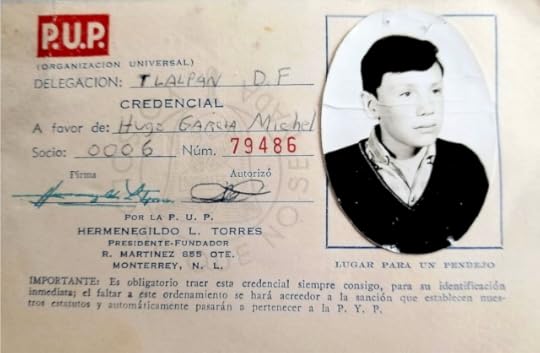 P.U.P.
(ORGANIZACION UNIVERSAL)
DELEGACION: TLALPAN D.F
CREDENCIAL
A favor de: Hugo GARCIA Michel
Socio: 0006 Núm. 79486
Firma Autorizó
POR LA P. U. P.
HERMENEGILDO L. TORRES
PRESIDENTE-FUNDADOR
R. MARTINEZ 855 OTE.
MONTERREY, N. L.
LUGAR PARA UN PENDEJO
IMPORTANTE: Es obligatorio traer esta credencial siempre consigo, para su identificación
inmediata; el faltar a este ordenamiento se hará acreedor a la sanción que establecen nues-
tros estatutos y automáticamente pasarán a pertenecer a la P. Y. P.